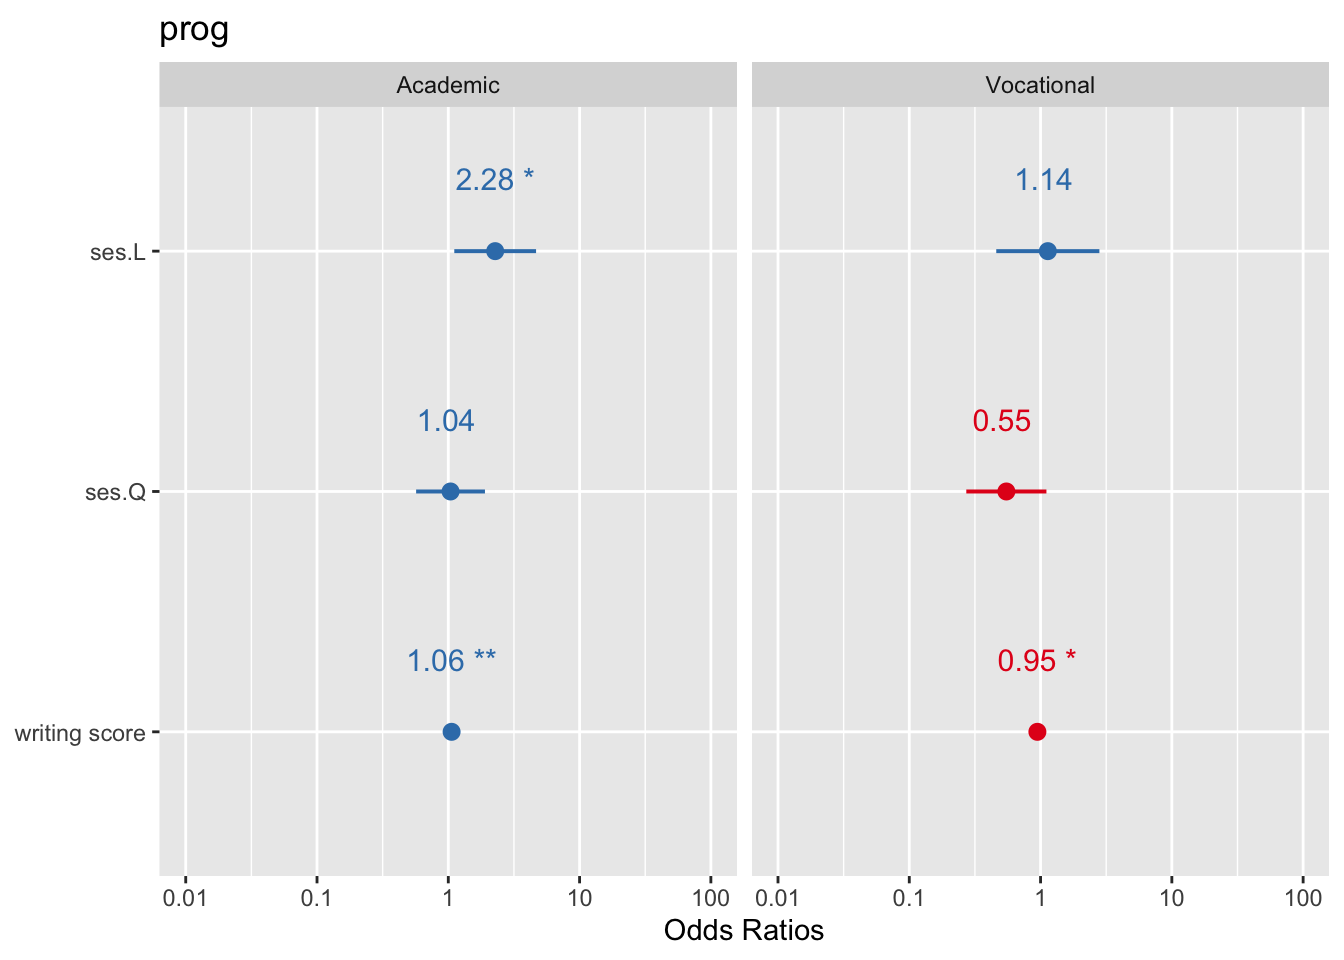 prog
Academic
Vocational
2.28 *
1.14
ses.L
1.04
0.55
ses.Q
1.06 **
0.95 *
writing score
0.01 0.1 1 10 100
0.01 0.1 1 10 100
Odds Ratios